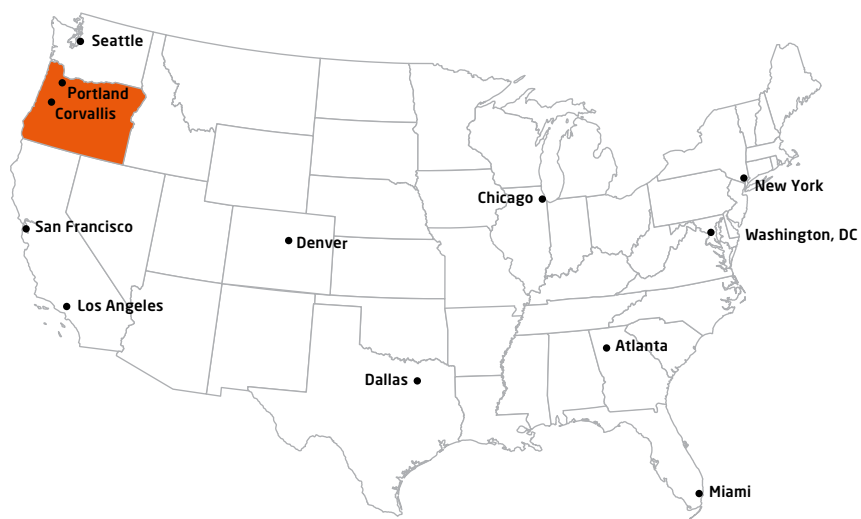 Seattle
Portland
Corvallis
Chicago
New York
San Francisco
Washington, DC
Denver
Los Angeles
Atlanta
Dallas
Miami